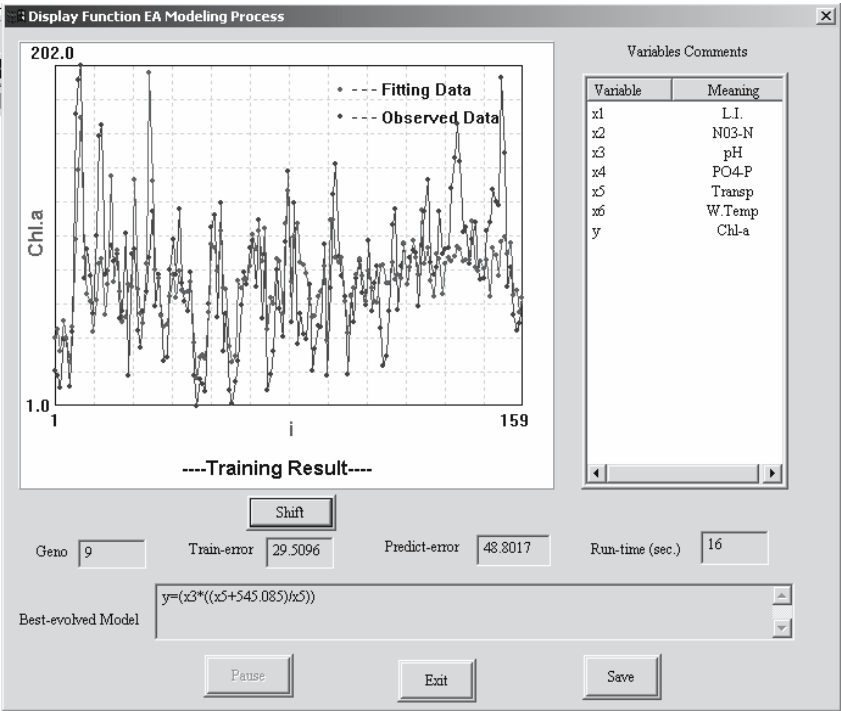 Display Function EA Modeling Process
202.0
Fitting Data
Observed Data
Chl.a
1.0
1
159
i
----Training Result----
Variables Comments
Variable Meaning
x1 L.I.
x2 N03-N
x3 pH
x4 PO4-P
x5 Transp
x6 W.Temp
y Chl-a
Shift
Geno 9
Train-error 29.5096
Predict-error 48.8017
Run-time (sec.) 16
Best-evolved Model y=(x3*((x5+545.085)/x5))
Pause
Exit
Save